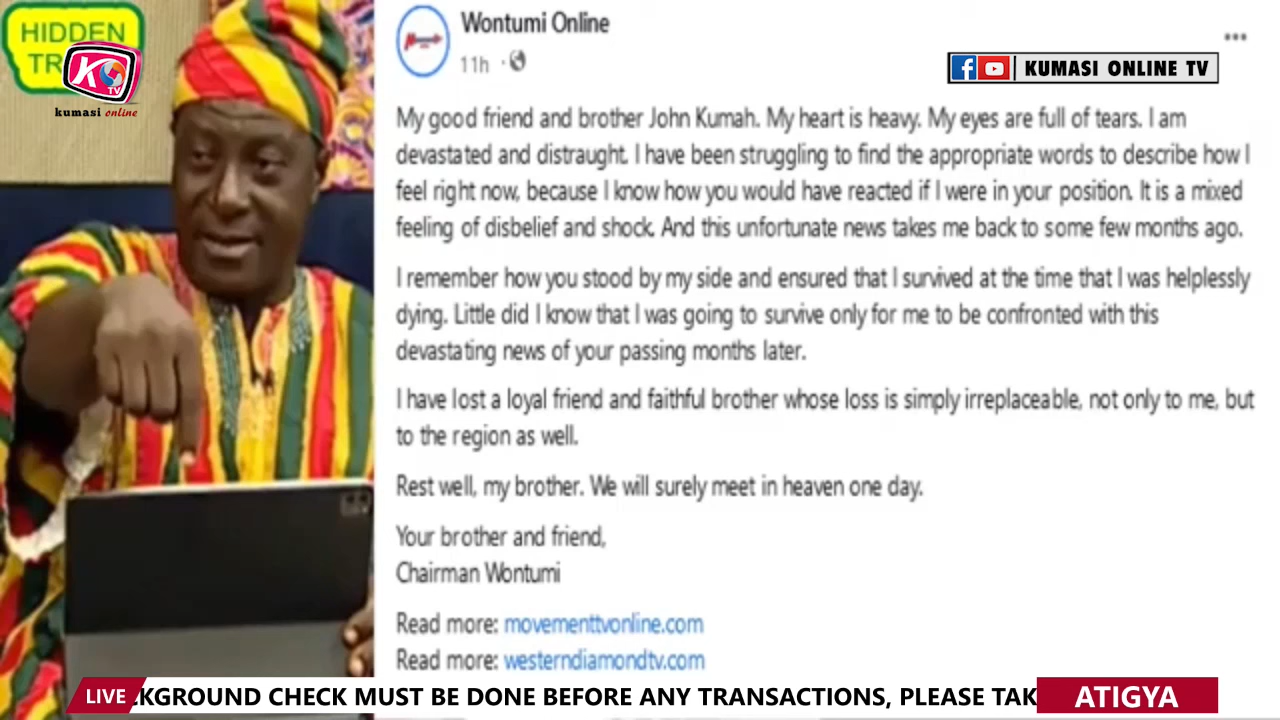 HIDDEN
TR
K
TV
kumasi online
Wontumi Online
11h
KUMASI ONLINE TV
My good friend and brother John Kumah. My heart is heavy. My eyes are full of tears. I am
devastated and distraught. I have been struggling to find the appropriate words to describe how I
feel right now, because I know how you would have reacted if I were in your position. It is a mixed
feeling of disbelief and shock. And this unfortunate news takes me back to some few months ago.
I remember how you stood by my side and ensured that I survived at the time that I was helplessly
dying. Little did I know that I was going to survive only for me to be confronted with this
devastating news of your passing months later.
I have lost a loyal friend and faithful brother whose loss is simply irreplaceable, not only to me, but
to the region as well.
Rest well, my brother. We will surely meet in heaven one day.
Your brother and friend,
Chairman Wontumi
Read more: movementtvonline.com
Read more: westerndiamondtv.com
LIVE
KGROUND CHECK MUST BE DONE BEFORE ANY TRANSACTIONS, PLEASE TAK
ATIGYA